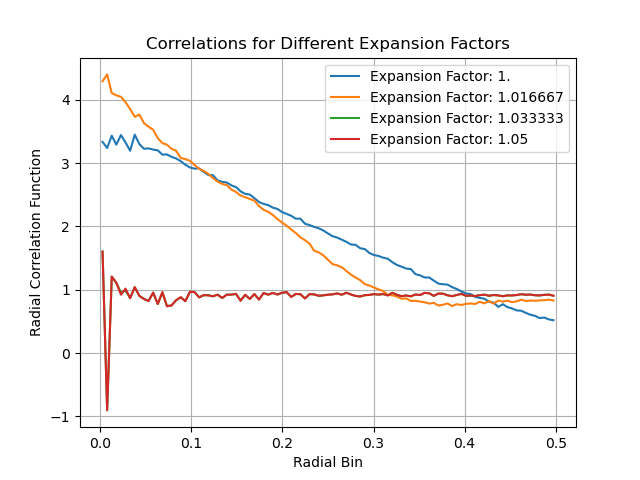 Correlations for Different Expansion Factors
Expansion Factor: 1.
Expansion Factor: 1.016667
Expansion Factor: 1.033333
Expansion Factor: 1.05
Radial Correlation Function
4
3
2
1
0
−1
0.0 0.1 0.2 0.3 0.4 0.5
Radial Bin